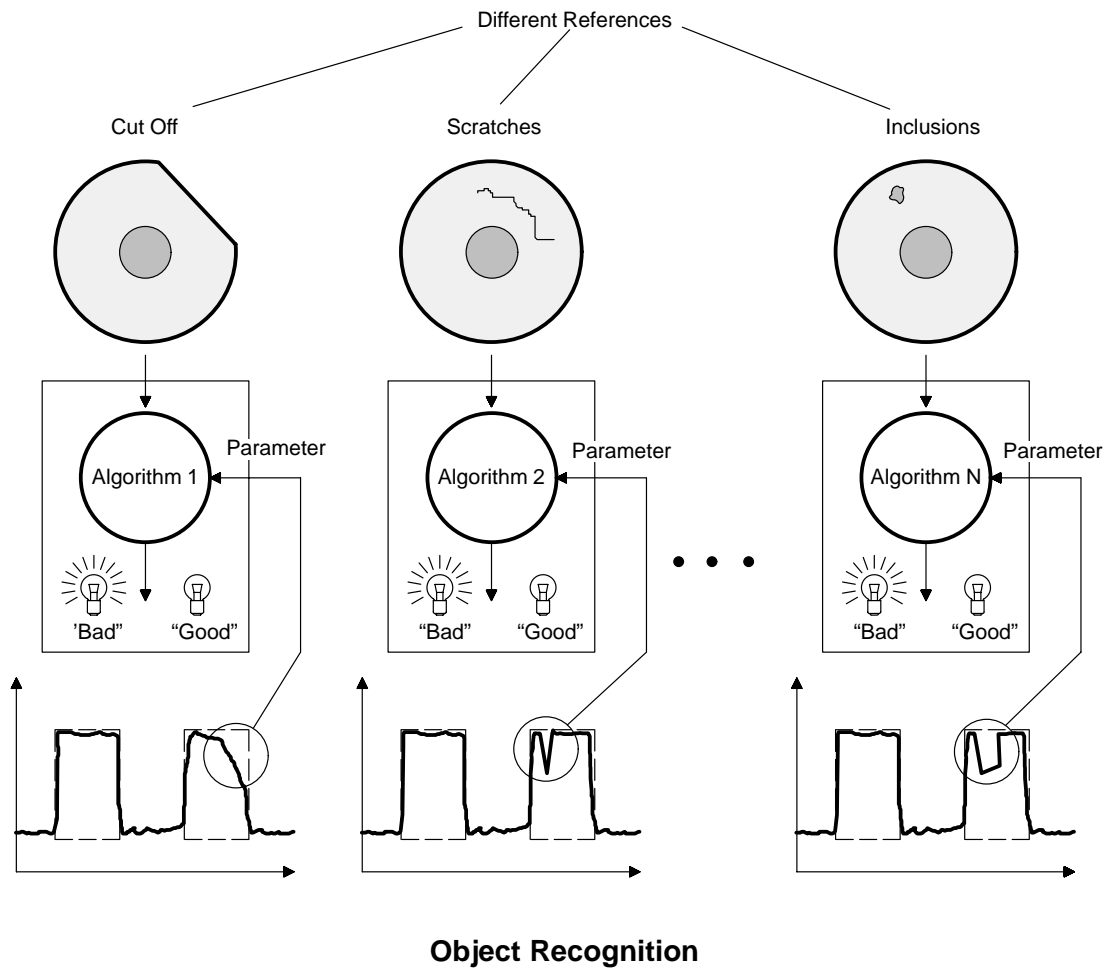 Different References
Cut Off
Scratches
Inclusions
Parameter
Parameter
Parameter
Algorithm 1
Algorithm 2
Algorithm N
’Bad”
“Good”
“Bad”
“Good”
“Bad”
“Good”
Object Recognition